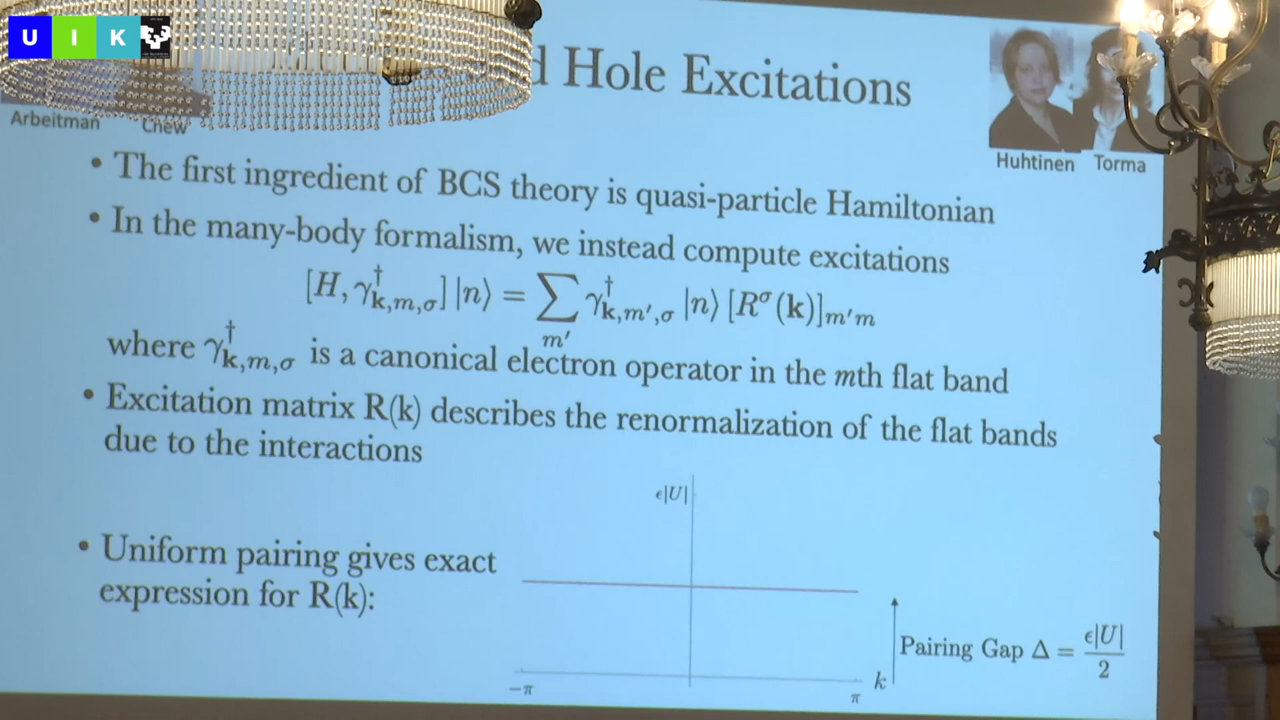 UIK
d Hole Excitations
Arbeitman Chew
Huhtinen Torma
• The first ingredient of BCS theory is quasi-particle Hamiltonian
• In the many-body formalism, we instead compute excitations
[H, γ†k,m,σ] |n⟩ = ∑m′ γ†k,m′,σ |n⟩ [Rσ(k)]m′m
where γ†k,m,σ is a canonical electron operator in the mth flat band
• Excitation matrix R(k) describes the renormalization of the flat bands
due to the interactions
ϵ|U|
• Uniform pairing gives exact
expression for R(k):
Pairing Gap Δ = ϵ|U|/2
k
−π π